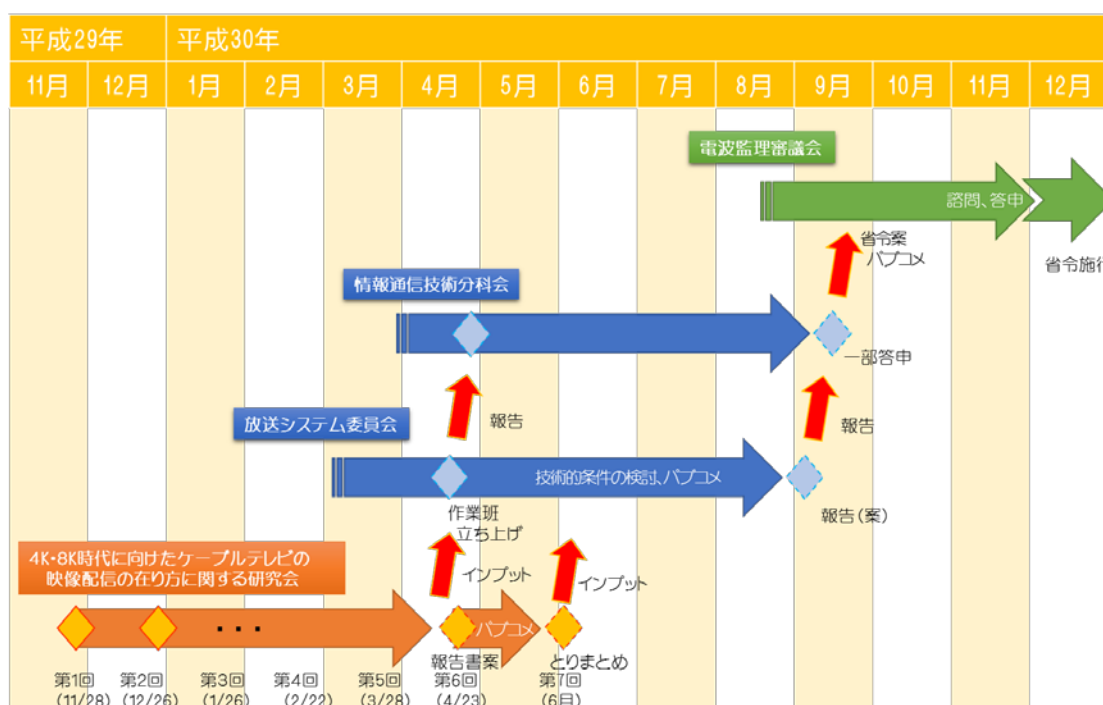 平成29年
平成30年
11月
12月
1月
2月
3月
4月
5月
6月
7月
8月
9月
10月
11月
12月
電波監理審議会
諮問、答申
省令案
パブコメ
省令施行
情報通信技術分科会
一部答申
報告
報告
放送システム委員会
技術的条件の検討、パブコメ
作業班
立ち上げ
報告(案)
4K・8K時代に向けたケーブルテレビの
映像配信の在り方に関する研究会
インプット
インプット
・・・
パブコメ
報告書案
とりまとめ
第1回
(11/28)
第2回
(12/26)
第3回
(1/26)
第4回
(2/22)
第5回
(3/28)
第6回
(4/23)
第7回
(6月)